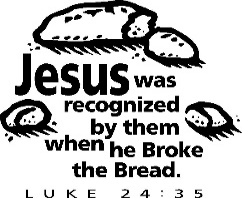 Jesus was
recognized
by them
when he Broke
the Bread.
LUKE 24:35